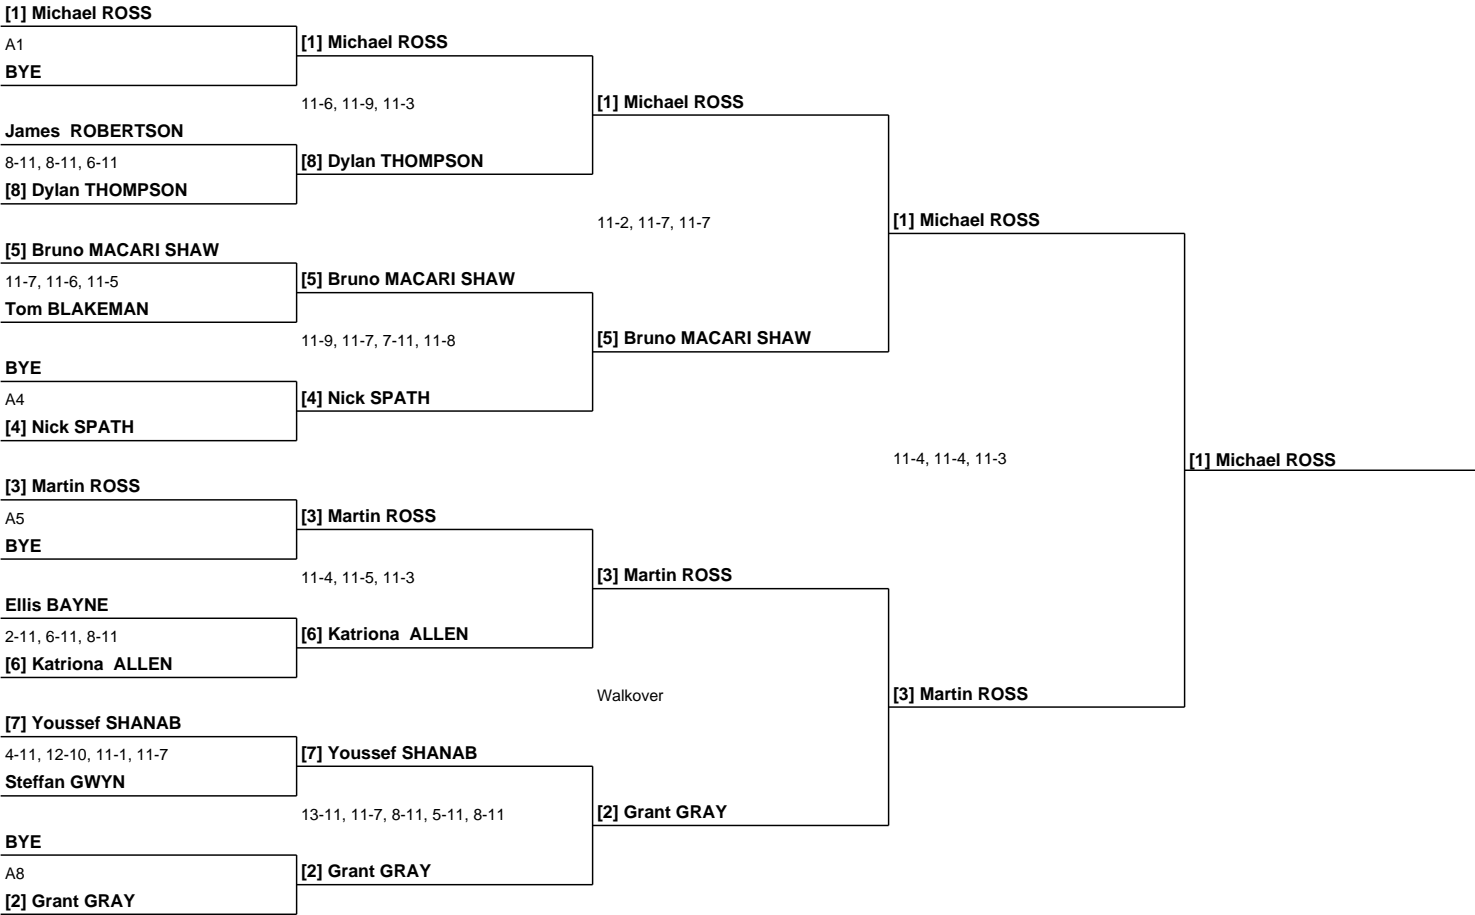 [1] Michael ROSS
A1
BYE
James  ROBERTSON
8-11, 8-11, 6-11
[8] Dylan THOMPSON
[5] Bruno MACARI SHAW
11-7, 11-6, 11-5
Tom BLAKEMAN
BYE
A4
[4] Nick SPATH
[3] Martin ROSS
A5
BYE
Ellis BAYNE
2-11, 6-11, 8-11
[6] Katriona  ALLEN
[7] Youssef SHANAB
4-11, 12-10, 11-1, 11-7
Steffan GWYN
BYE
A8
[2] Grant GRAY
[1] Michael ROSS
11-6, 11-9, 11-3
[8] Dylan THOMPSON
[5] Bruno MACARI SHAW
11-9, 11-7, 7-11, 11-8
[4] Nick SPATH
[3] Martin ROSS
11-4, 11-5, 11-3
[6] Katriona  ALLEN
[7] Youssef SHANAB
13-11, 11-7, 8-11, 5-11, 8-11
[2] Grant GRAY
[1] Michael ROSS
11-2, 11-7, 11-7
[5] Bruno MACARI SHAW
[3] Martin ROSS
Walkover
[2] Grant GRAY
[1] Michael ROSS
11-4, 11-4, 11-3
[3] Martin ROSS
[1] Michael ROSS